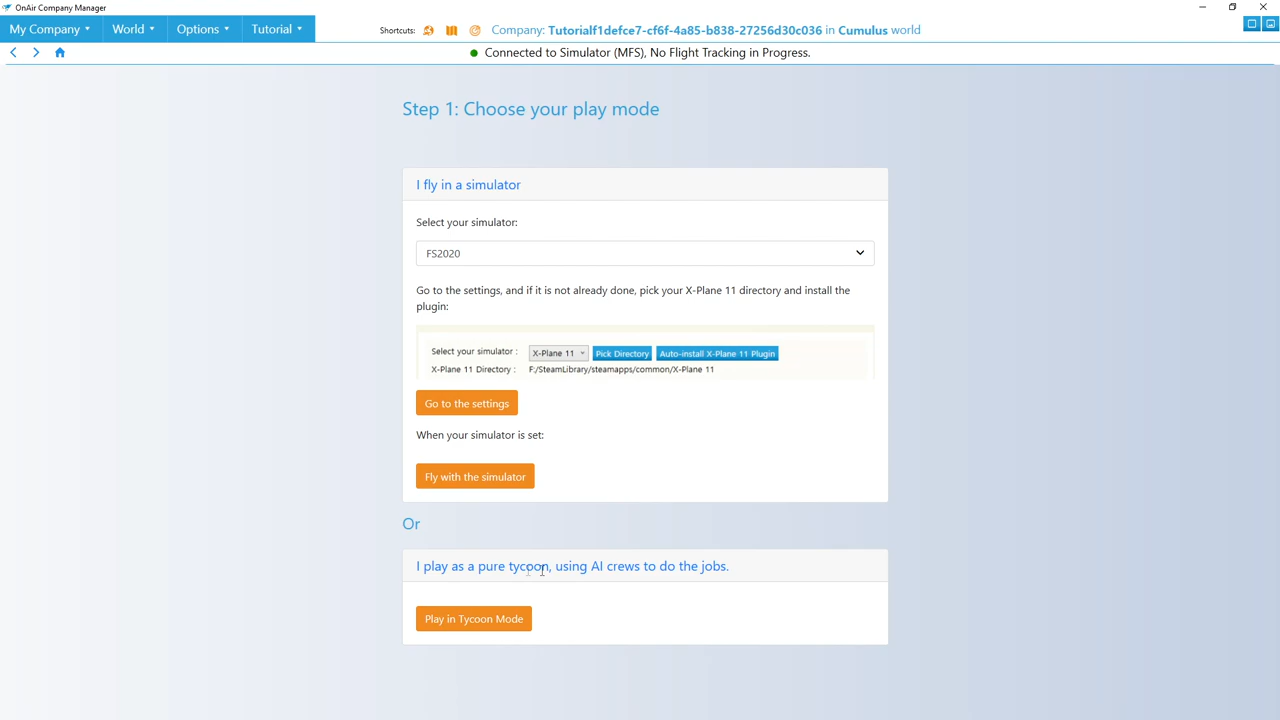 OnAir Company Manager
My Company World Options Tutorial Shortcuts: Company: Tutorialf1defce7-cf6f-4a85-b838-27256d30c036 in Cumulus world
Connected to Simulator (MFS), No Flight Tracking in Progress.
Step 1: Choose your play mode
I fly in a simulator
Select your simulator:
FS2020
Go to the settings, and if it is not already done, pick your X-Plane 11 directory and install the
plugin:
Select your simulator : X-Plane 11 Pick Directory Auto-install X-Plane 11 Plugin
X-Plane 11 Directory : F:/SteamLibrary/steamapps/common/X-Plane 11
Go to the settings
When your simulator is set:
Fly with the simulator
Or
I play as a pure tycoon, using AI crews to do the jobs.
Play in Tycoon Mode